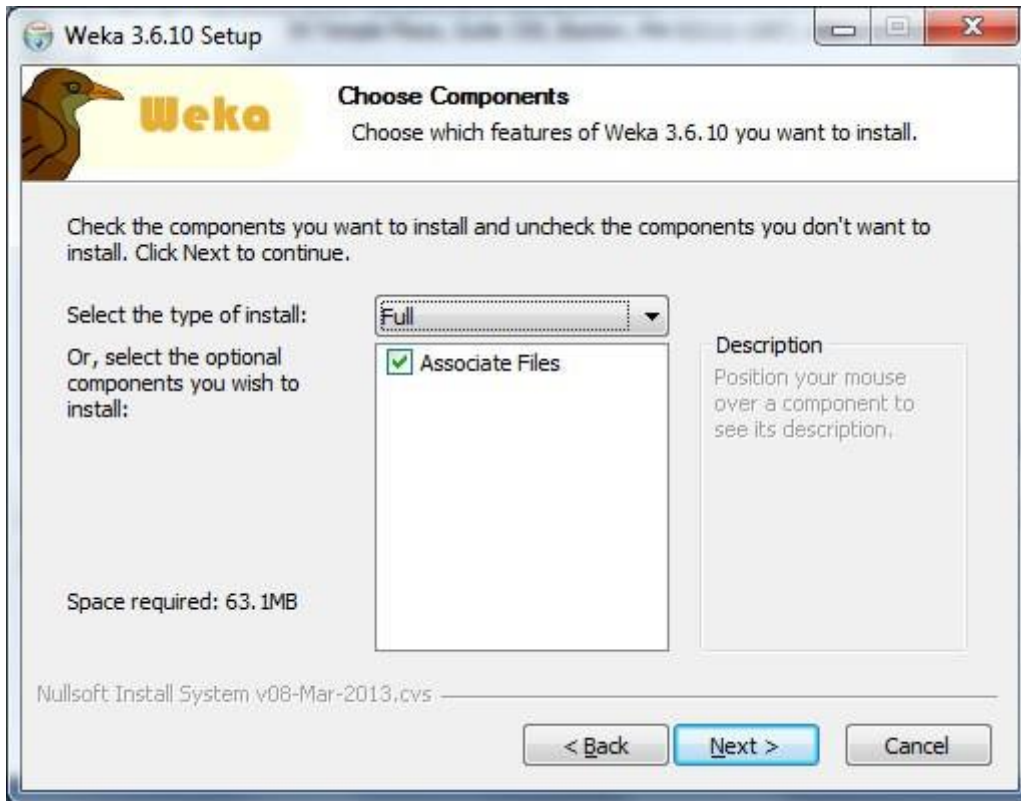 Weka 3.6.10 Setup
Weka
Choose Components
Choose which features of Weka 3.6.10 you want to install.
Check the components you want to install and uncheck the components you don't want to
install. Click Next to continue.
Select the type of install:
Full
Or, select the optional
components you wish to
install:
Associate Files
Description
Position your mouse
over a component to
see its description.
Space required: 63.1MB
Nullsoft Install System v08-Mar-2013.cvs
< Back
Next >
Cancel